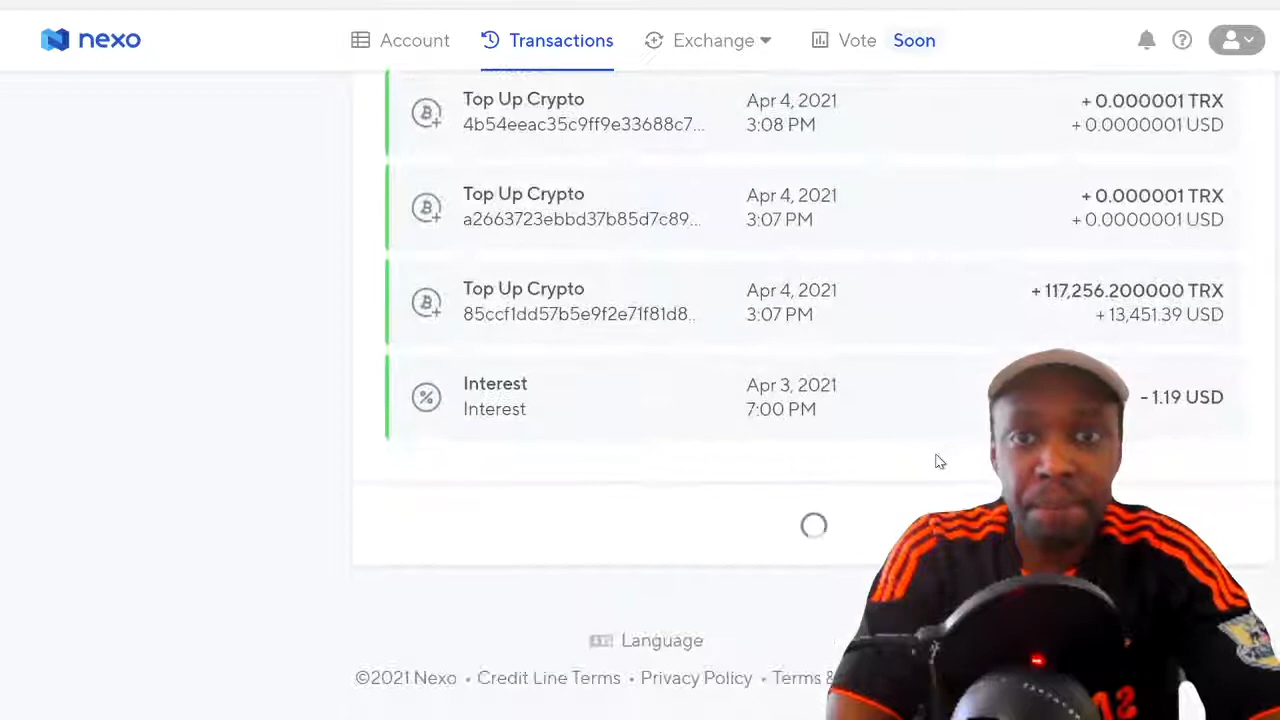 nexo Account Transactions Exchange Vote Soon
Top Up Crypto Apr 4, 2021 + 0.000001 TRX
4b54eeac35c9ff9e33688c7... 3:08 PM + 0.0000001 USD
Top Up Crypto Apr 4, 2021 + 0.000001 TRX
a2663723ebbd37b85d7c89... 3:07 PM + 0.0000001 USD
Top Up Crypto Apr 4, 2021 + 117,256.200000 TRX
85ccf1dd57b5e9f2e71f81d8.. 3:07 PM + 13,451.39 USD
Interest Apr 3, 2021 - 1.19 USD
Interest 7:00 PM
Language
©2021 Nexo • Credit Line Terms • Privacy Policy • Terms &